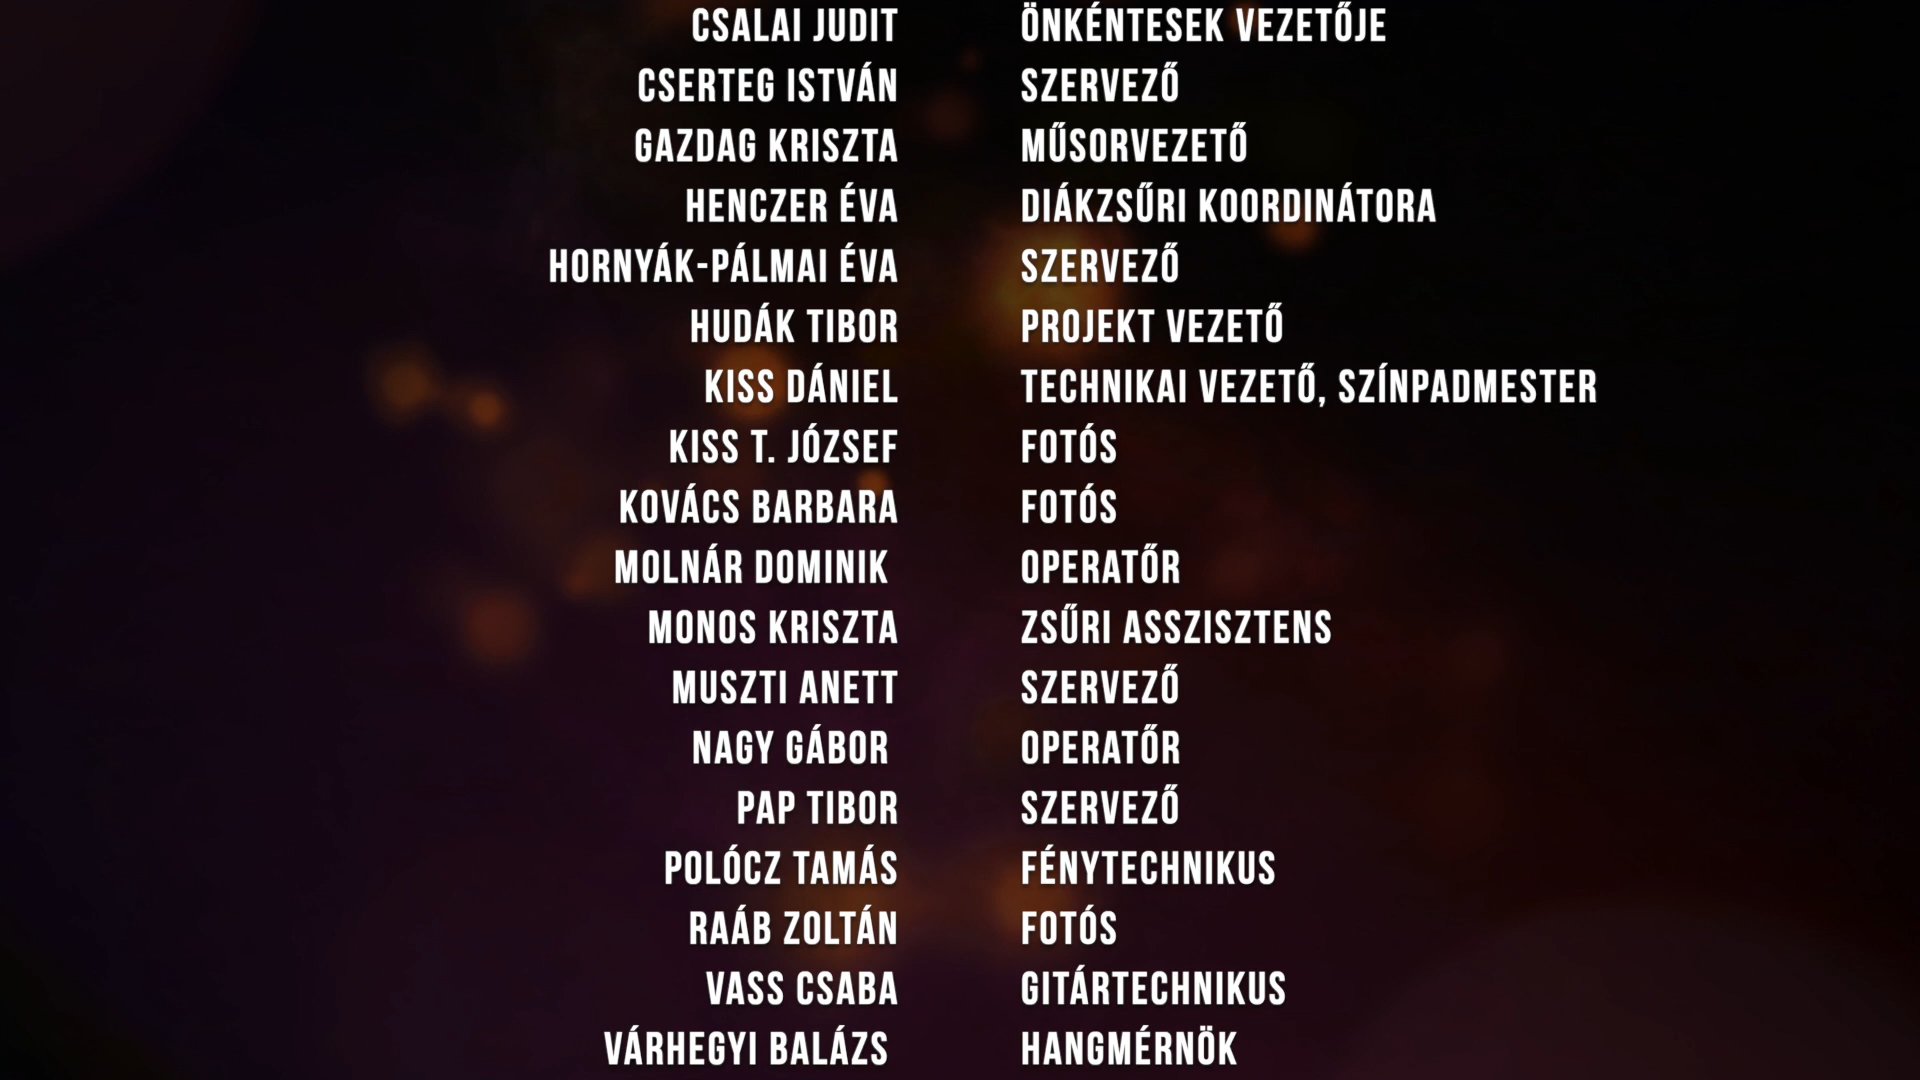 CSALAI JUDIT ÖNKÉNTESEK VEZETŐJE
CSERTEG ISTVÁN SZERVEZŐ
GAZDAG KRISZTA MŰSORVEZETŐ
HENCZER ÉVA DIÁKZSŰRI KOORDINÁTORA
HORNYÁK-PÁLMAI ÉVA SZERVEZŐ
HUDÁK TIBOR PROJEKT VEZETŐ
KISS DÁNIEL TECHNIKAI VEZETŐ, SZÍNPADMESTER
KISS T. JÓZSEF FOTÓS
KOVÁCS BARBARA FOTÓS
MOLNÁR DOMINIK OPERATŐR
MONOS KRISZTA ZSŰRI ASSZISZTENS
MUSZTI ANETT SZERVEZŐ
NAGY GÁBOR OPERATŐR
PAP TIBOR SZERVEZŐ
POLÓCZ TAMÁS FÉNYTECHNIKUS
RAÁB ZOLTÁN FOTÓS
VASS CSABA GITÁRTECHNIKUS
VÁRHEGYI BALÁZS HANGMÉRNÖK